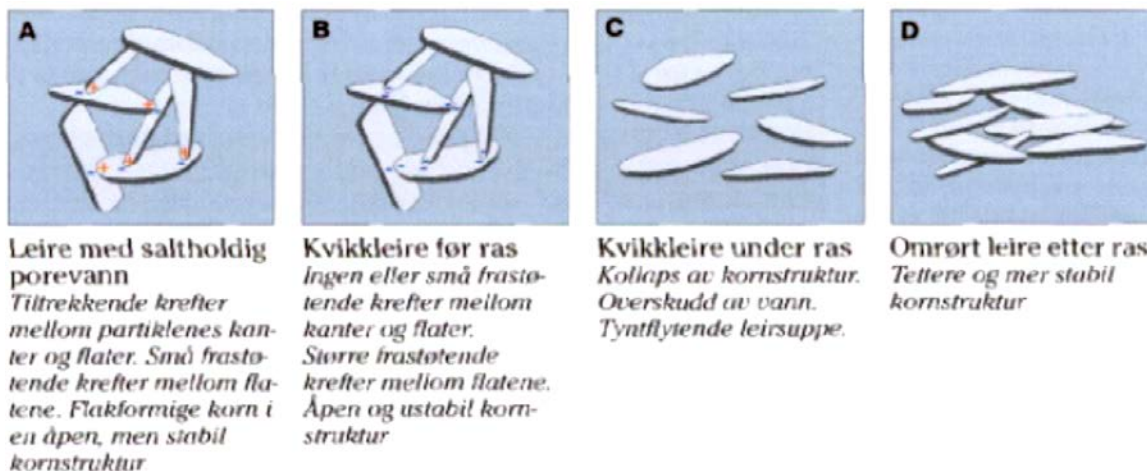 A
B
C
D
Leire med saltholdig
porevann
Tiltrekkende krefter
mellom partiklenes kan-
ter og flater. Små frastø-
tende krefter mellom fla-
tene. Flakformige korn i
en åpen, men stabil
kornstruktur
Kvikkleire før ras
Ingen eller små frastø-
tende krefter mellom
kanter og flater.
Større frastøtende
krefter mellom flatene.
Åpen og ustabil korn-
struktur
Kvikkleire under ras
Kollaps av kornstruktur.
Overskudd av vann.
Tyntflytende leirsuppe.
Omrørt leire etter ras
Tettere og mer stabil
kornstruktur